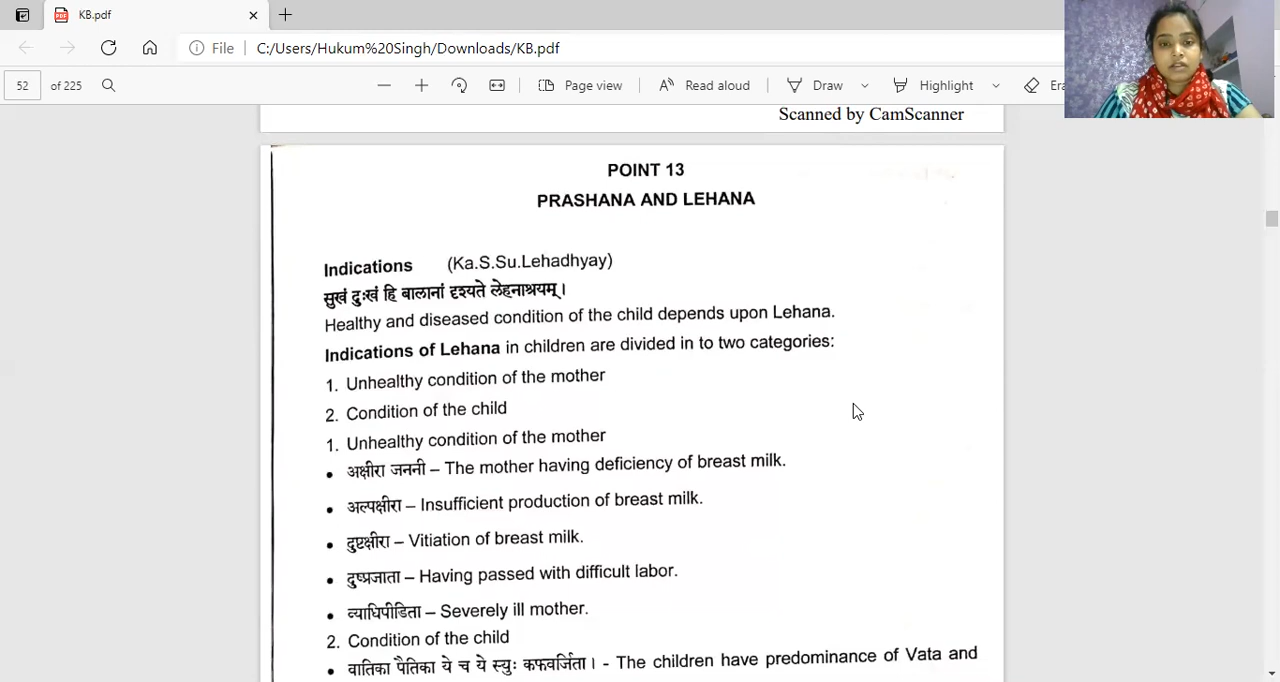 KB.pdf
File C:/Users/Hukum%20Singh/Downloads/KB.pdf
52 of 225 Page view Read aloud Draw Highlight Era
Scanned by CamScanner
POINT 13
PRASHANA AND LEHANA
Indications (Ka.S.Su.Lehadhyay)
सुखं दुःखं हि बालानां दृश्यते लेहनाश्रयम्।
Healthy and diseased condition of the child depends upon Lehana.
Indications of Lehana in children are divided in to two categories:
1. Unhealthy condition of the mother
2. Condition of the child
1. Unhealthy condition of the mother
• अक्षीरा जननी – The mother having deficiency of breast milk.
• अल्पक्षीरा – Insufficient production of breast milk.
• दुष्टक्षीरा – Vitiation of breast milk.
• दुष्प्रजाता – Having passed with difficult labor.
• व्याधिपीडिता – Severely ill mother.
2. Condition of the child
• वातिका पैतिका ये च ये स्युः कफवर्जिता। - The children have predominance of Vata and